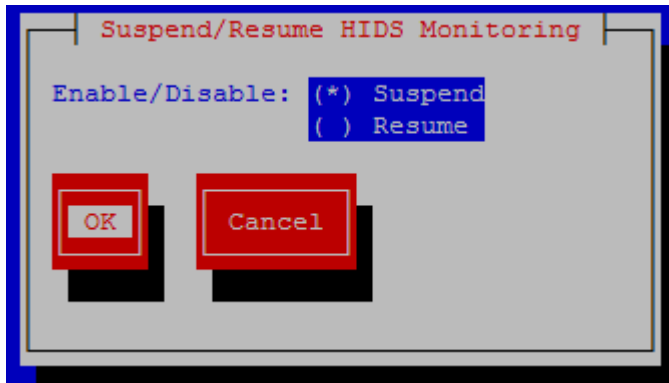 Suspend/Resume HIDS Monitoring
Enable/Disable: (*) Suspend
( ) Resume
OK Cancel